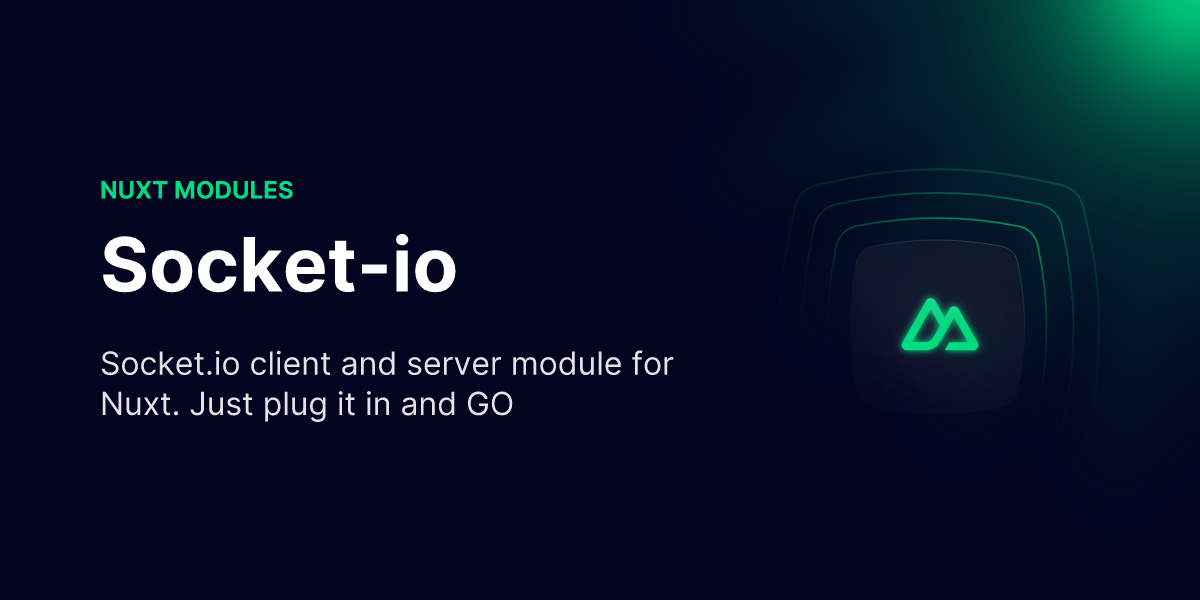 NUXT MODULES
Socket-io
Socket.io client and server module for
Nuxt. Just plug it in and GO